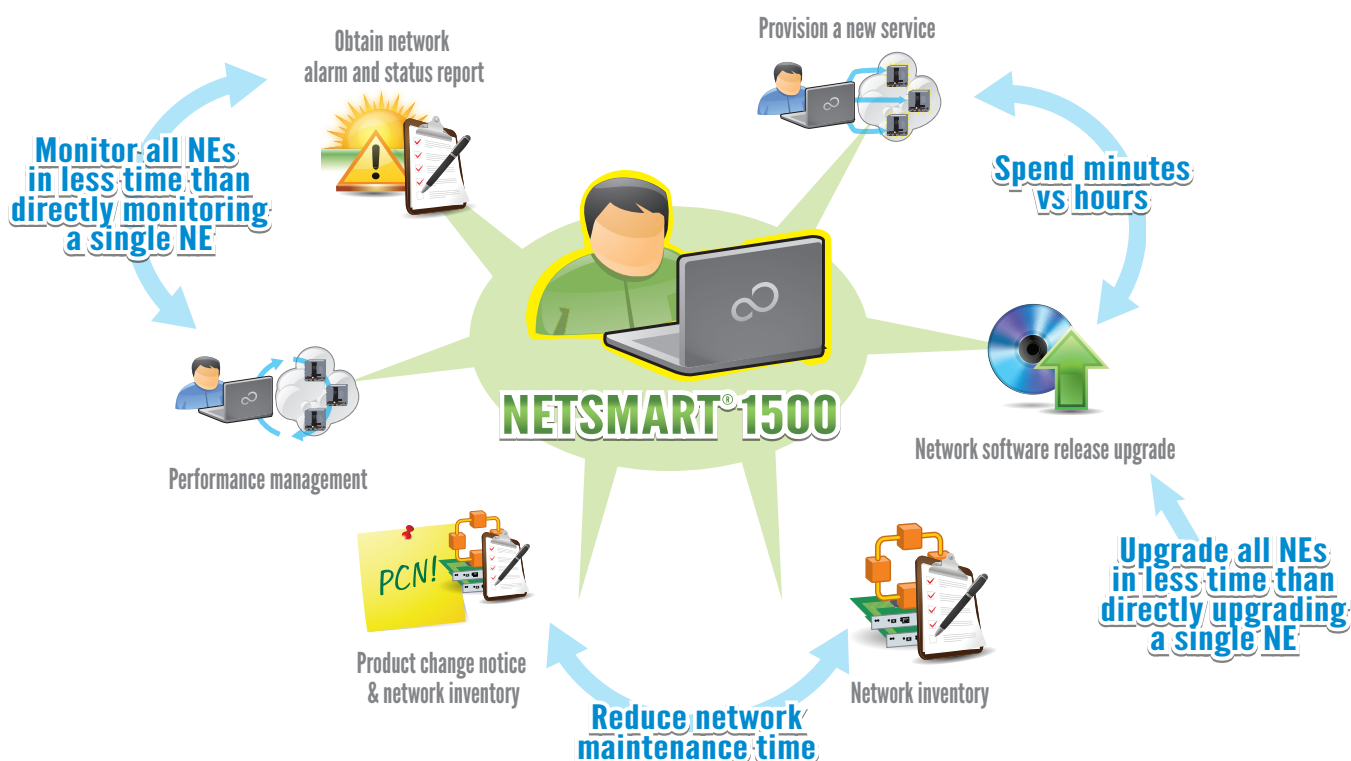 Obtain network
alarm and status report
Provision a new service
Monitor all NEs
in less time than
directly monitoring
a single NE
Spend minutes
vs hours
NETSMART® 1500
Performance management
Network software release upgrade
PCN!
Product change notice
& network inventory
Network inventory
Upgrade all NEs
in less time than
directly upgrading
a single NE
Reduce network
maintenance time